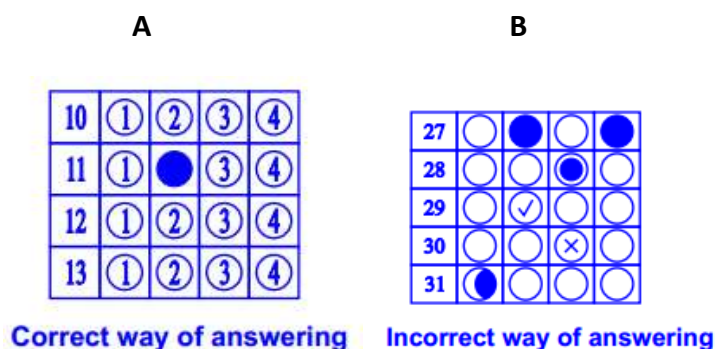 A
B
10 1 2 3 4
11 1 3 4
12 1 2 3 4
13 1 2 3 4
Correct way of answering
27
28
29
30
31
Incorrect way of answering